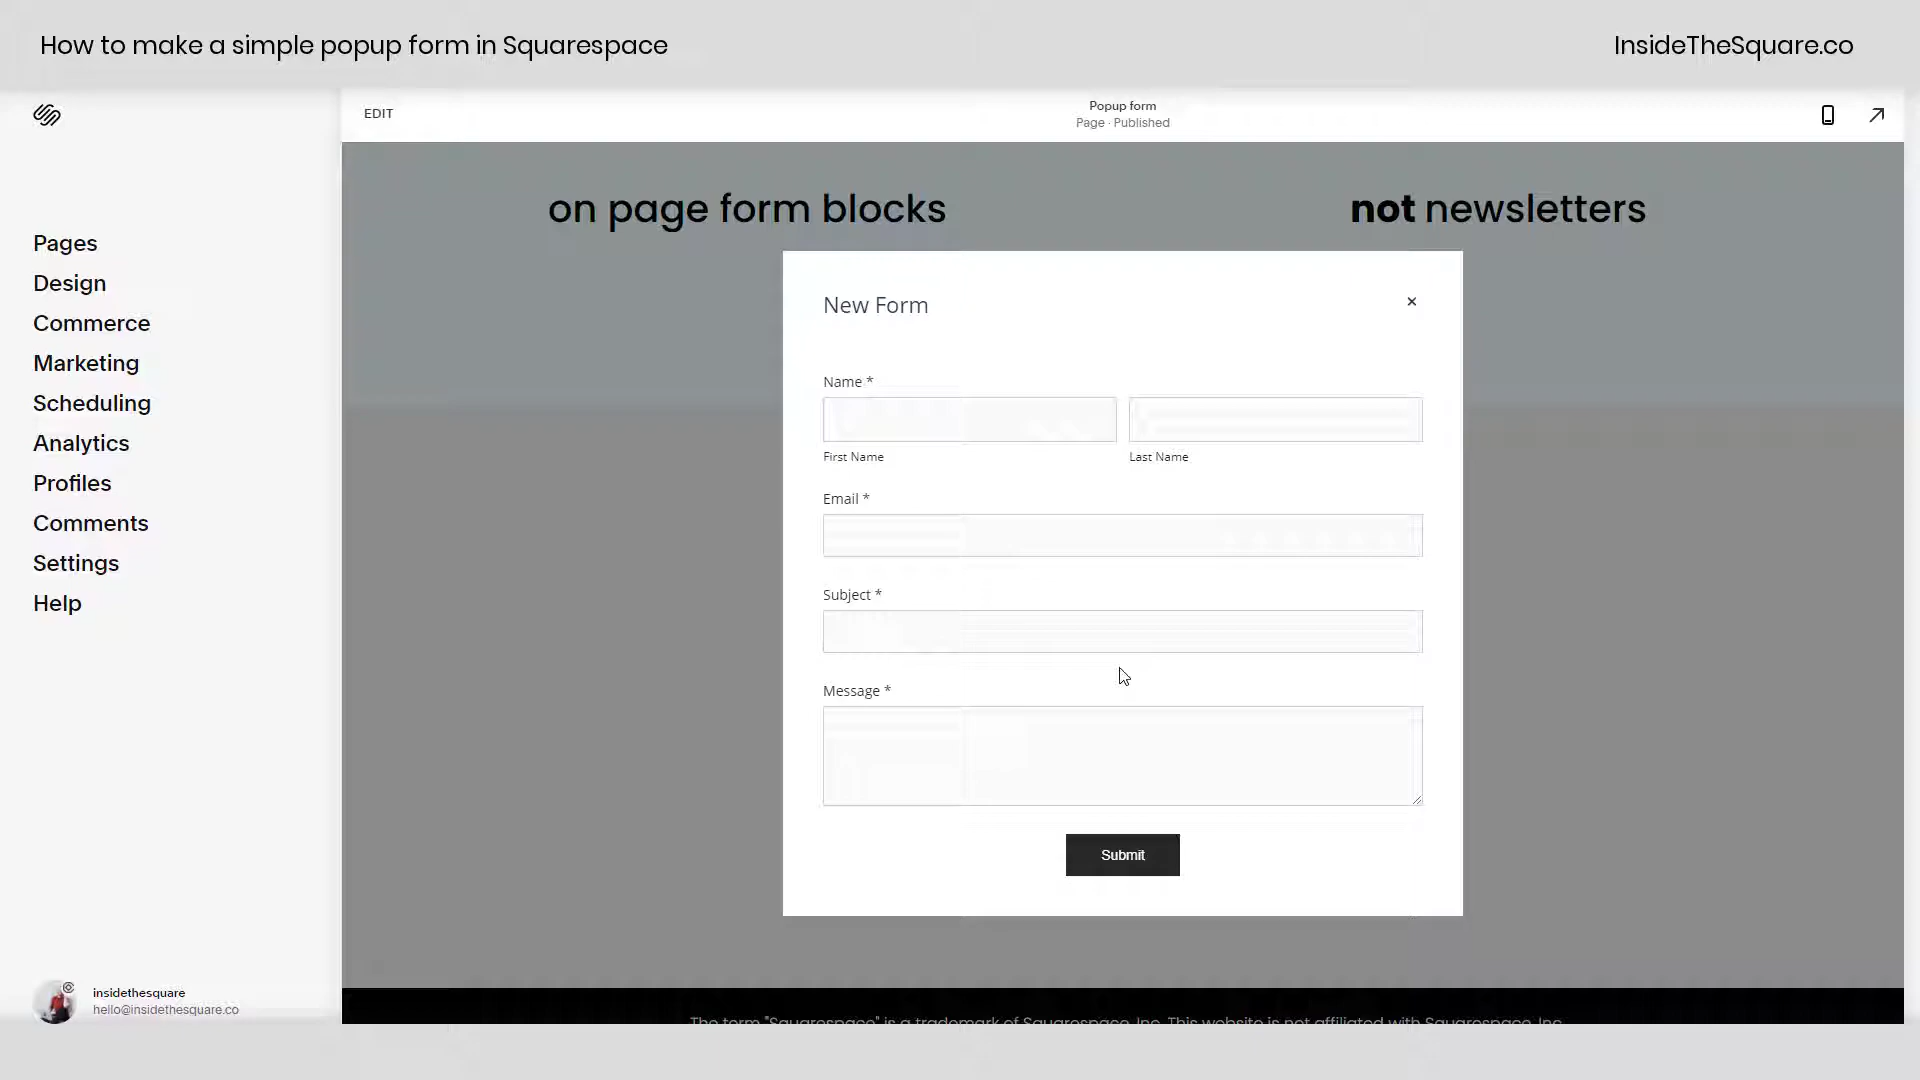 How to make a simple popup form in Squarespace
InsideTheSquare.co
EDIT
Popup form
Page · Published
Pages
Design
Commerce
Marketing
Scheduling
Analytics
Profiles
Comments
Settings
Help
insidethesquare
hello@insidethesquare.co
on page form blocks
not newsletters
New Form
×
Name *
First Name
Last Name
Email *
Subject *
Message *
Submit
The term "Squarespace" is a trademark of Squarespace, Inc. This website is not affiliated with Squarespace, Inc.